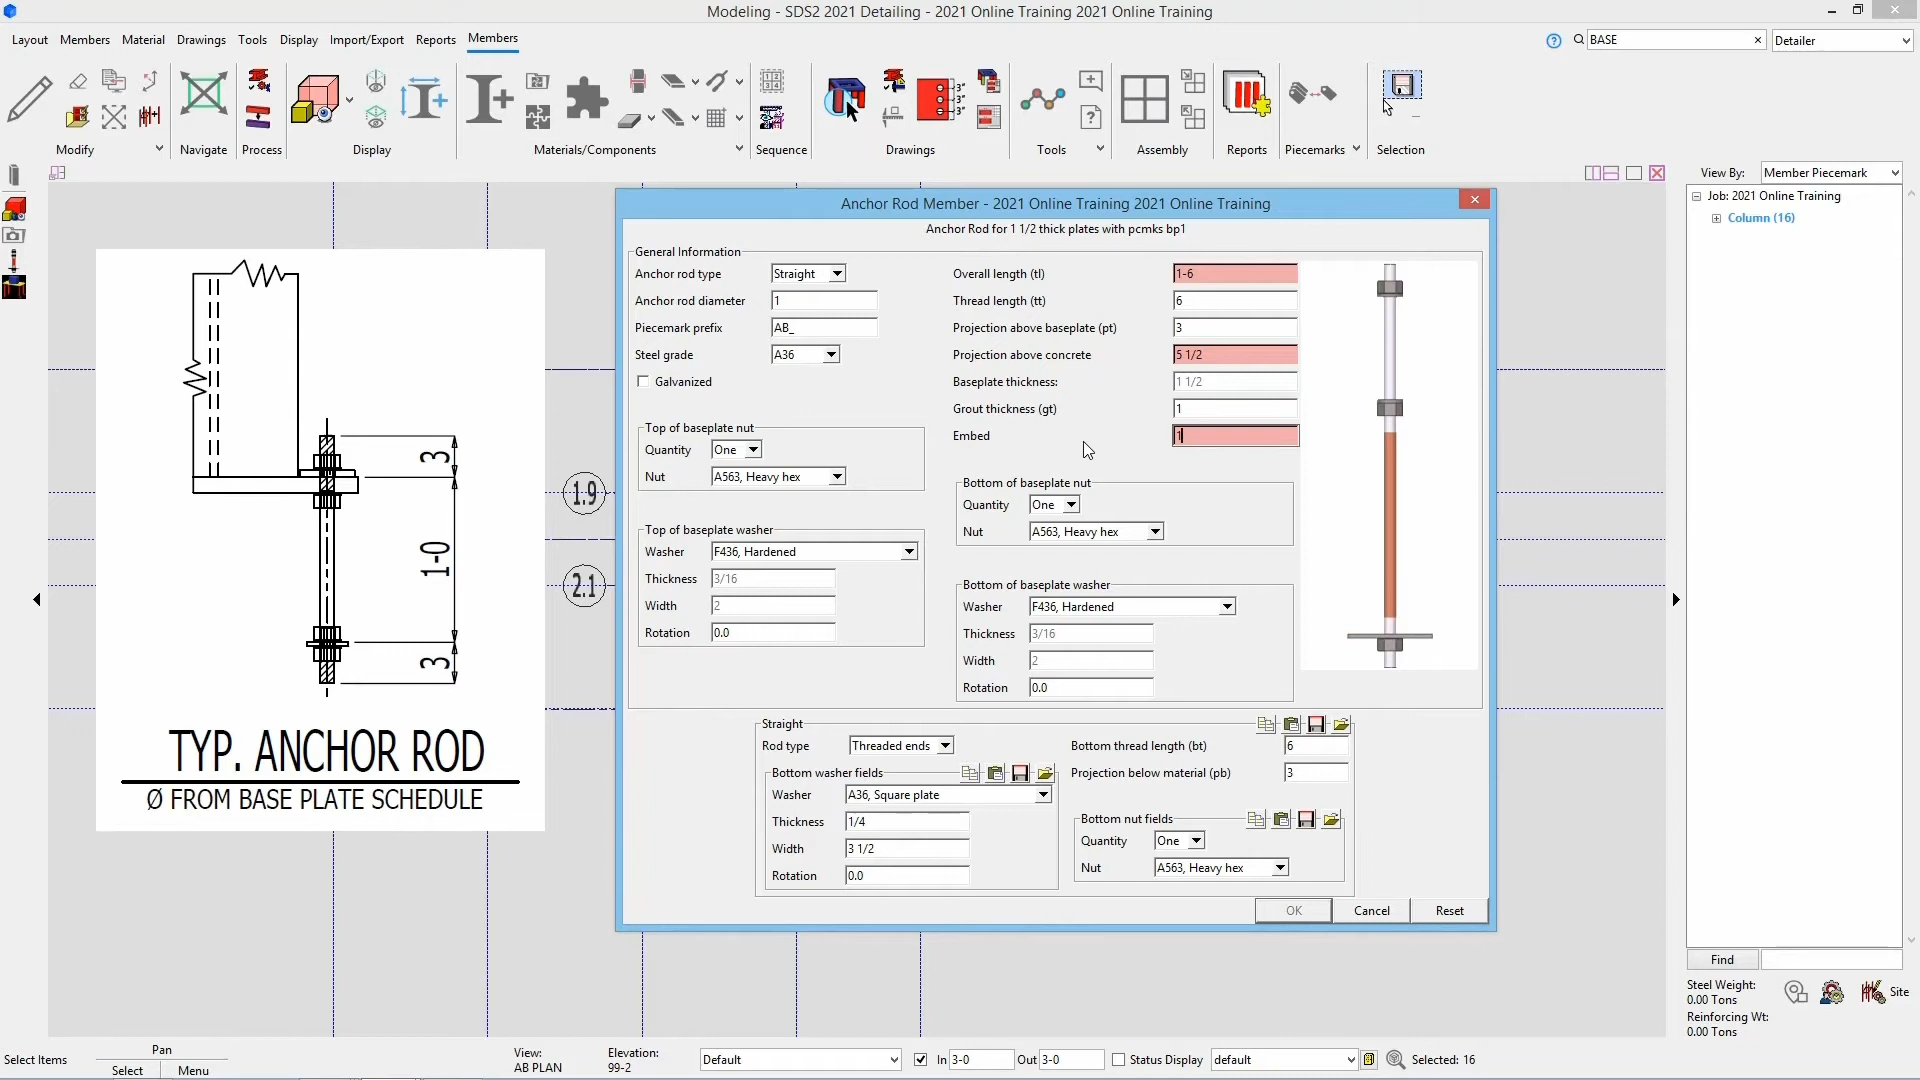 Modeling - SDS2 2021 Detailing - 2021 Online Training 2021 Online Training
Layout Members Material Drawings Tools Display Import/Export Reports Members
BASE
Detailer
Modify Navigate Process Display Materials/Components Sequence Drawings Tools Assembly Reports Piecemarks Selection
View By: Member Piecemark
Job: 2021 Online Training
Column (16)
Anchor Rod Member - 2021 Online Training 2021 Online Training
Anchor Rod for 1 1/2 thick plates with pcmks bp1
General Information
Anchor rod type Straight
Anchor rod diameter 1
Piecemark prefix AB_
Steel grade A36
Galvanized
Overall length (tl) 1-6
Thread length (tt) 6
Projection above baseplate (pt) 3
Projection above concrete 5 1/2
Baseplate thickness: 1 1/2
Grout thickness (gt) 1
Embed 1
Top of baseplate nut
Quantity One
Nut A563, Heavy hex
Top of baseplate washer
Washer F436, Hardened
Thickness 3/16
Width 2
Rotation 0.0
Bottom of baseplate nut
Quantity One
Nut A563, Heavy hex
Bottom of baseplate washer
Washer F436, Hardened
Thickness 3/16
Width 2
Rotation 0.0
Straight
Rod type Threaded ends
Bottom washer fields
Washer A36, Square plate
Thickness 1/4
Width 3 1/2
Rotation 0.0
Bottom thread length (bt) 6
Projection below material (pb) 3
Bottom nut fields
Quantity One
Nut A563, Heavy hex
OK Cancel Reset
3
1-0
3
TYP. ANCHOR ROD
Ø FROM BASE PLATE SCHEDULE
1.9
2.1
3"
3"
3"
Find
Steel Weight:
0.00 Tons
Reinforcing Wt:
0.00 Tons
Site
Select Items
Pan
Select Menu
View:
AB PLAN
Elevation:
99-2
Default
In 3-0 Out 3-0
Status Display default
Selected: 16